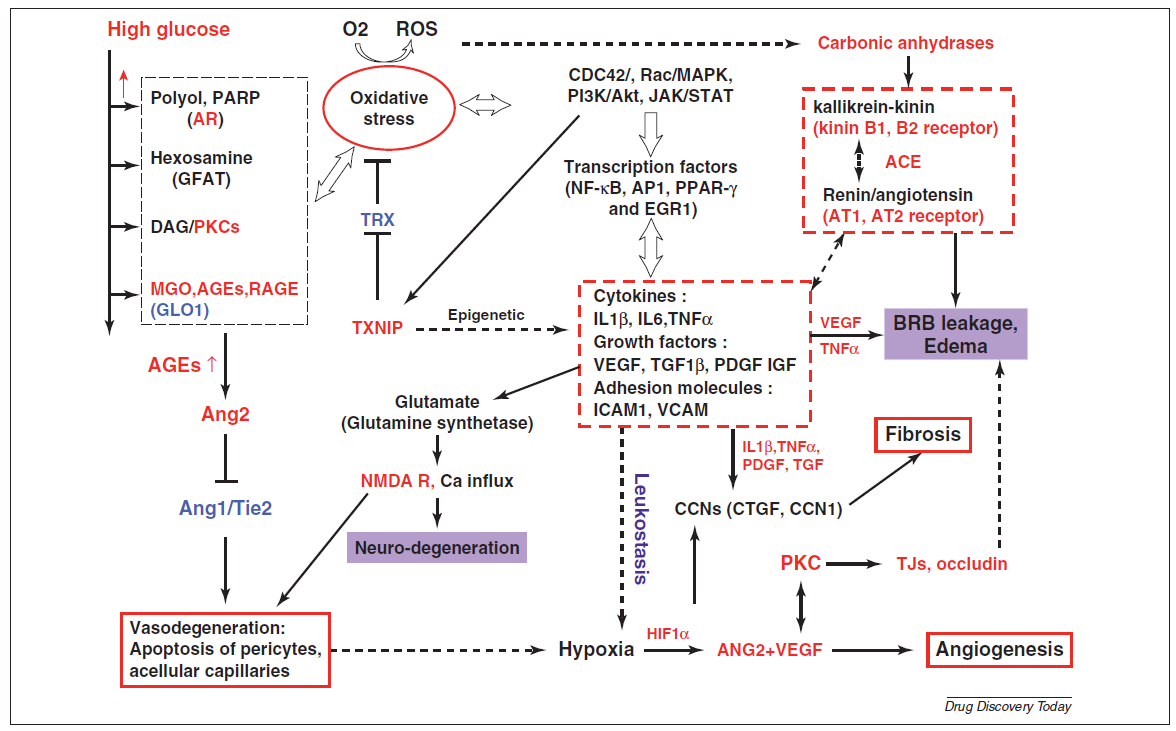 High glucose
O2 ROS
Carbonic anhydrases
Polyol, PARP
(AR)
Hexosamine
(GFAT)
DAG/PKCs
MGO,AGEs,RAGE
(GLO1)
Oxidative
stress
CDC42/, Rac/MAPK,
PI3K/Akt, JAK/STAT
kallikrein-kinin
(kinin B1, B2 receptor)
ACE
Renin/angiotensin
(AT1, AT2 receptor)
Transcription factors
(NF-κB, AP1, PPAR-γ
and EGR1)
TRX
TXNIP
Epigenetic
Cytokines :
IL1β, IL6,TNFα
Growth factors :
VEGF, TGF1β, PDGF IGF
Adhesion molecules :
ICAM1, VCAM
VEGF
TNFα
BRB leakage,
Edema
AGEs ↑
Ang2
Ang1/Tie2
Glutamate
(Glutamine synthetase)
NMDA R, Ca influx
Neuro-degeneration
Leukostasis
IL1β,TNFα,
PDGF, TGF
Fibrosis
CCNs (CTGF, CCN1)
PKC
TJs, occludin
Vasodegeneration:
Apoptosis of pericytes,
acellular capillaries
Hypoxia
HIF1α
ANG2+VEGF
Angiogenesis
Drug Discovery Today